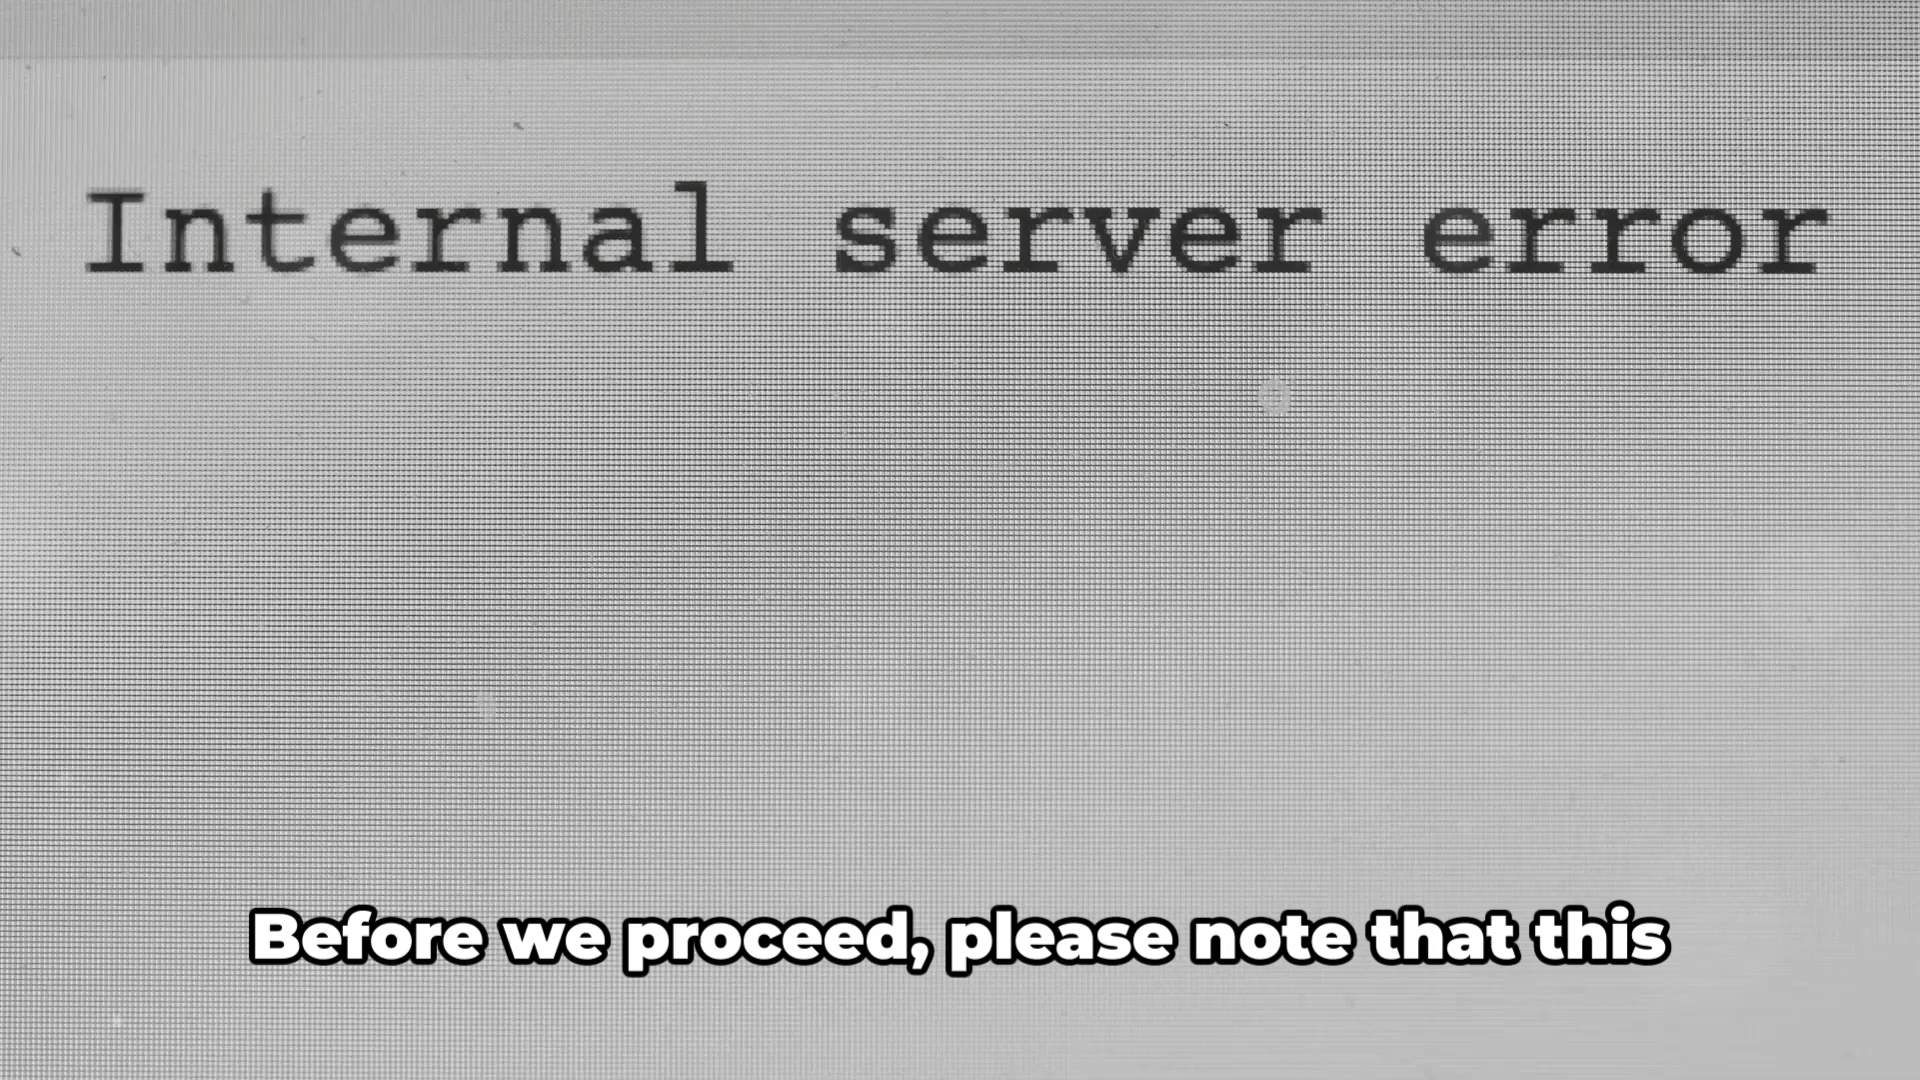 Internal server error
Before we proceed, please note that this